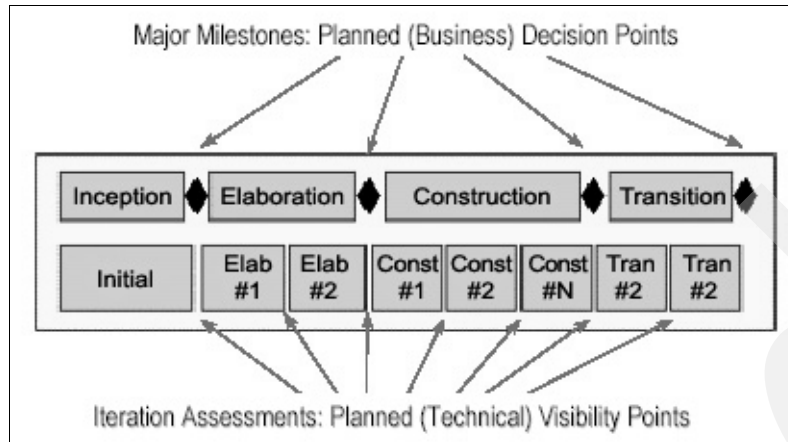 Major Milestones: Planned (Business) Decision Points
Inception Elaboration Construction Transition
Initial
Elab
#1
Elab
#2
Const
#1
Const
#2
Const
#N
Tran
#2
Tran
#2
Iteration Assessments: Planned (Technical) Visibility Points